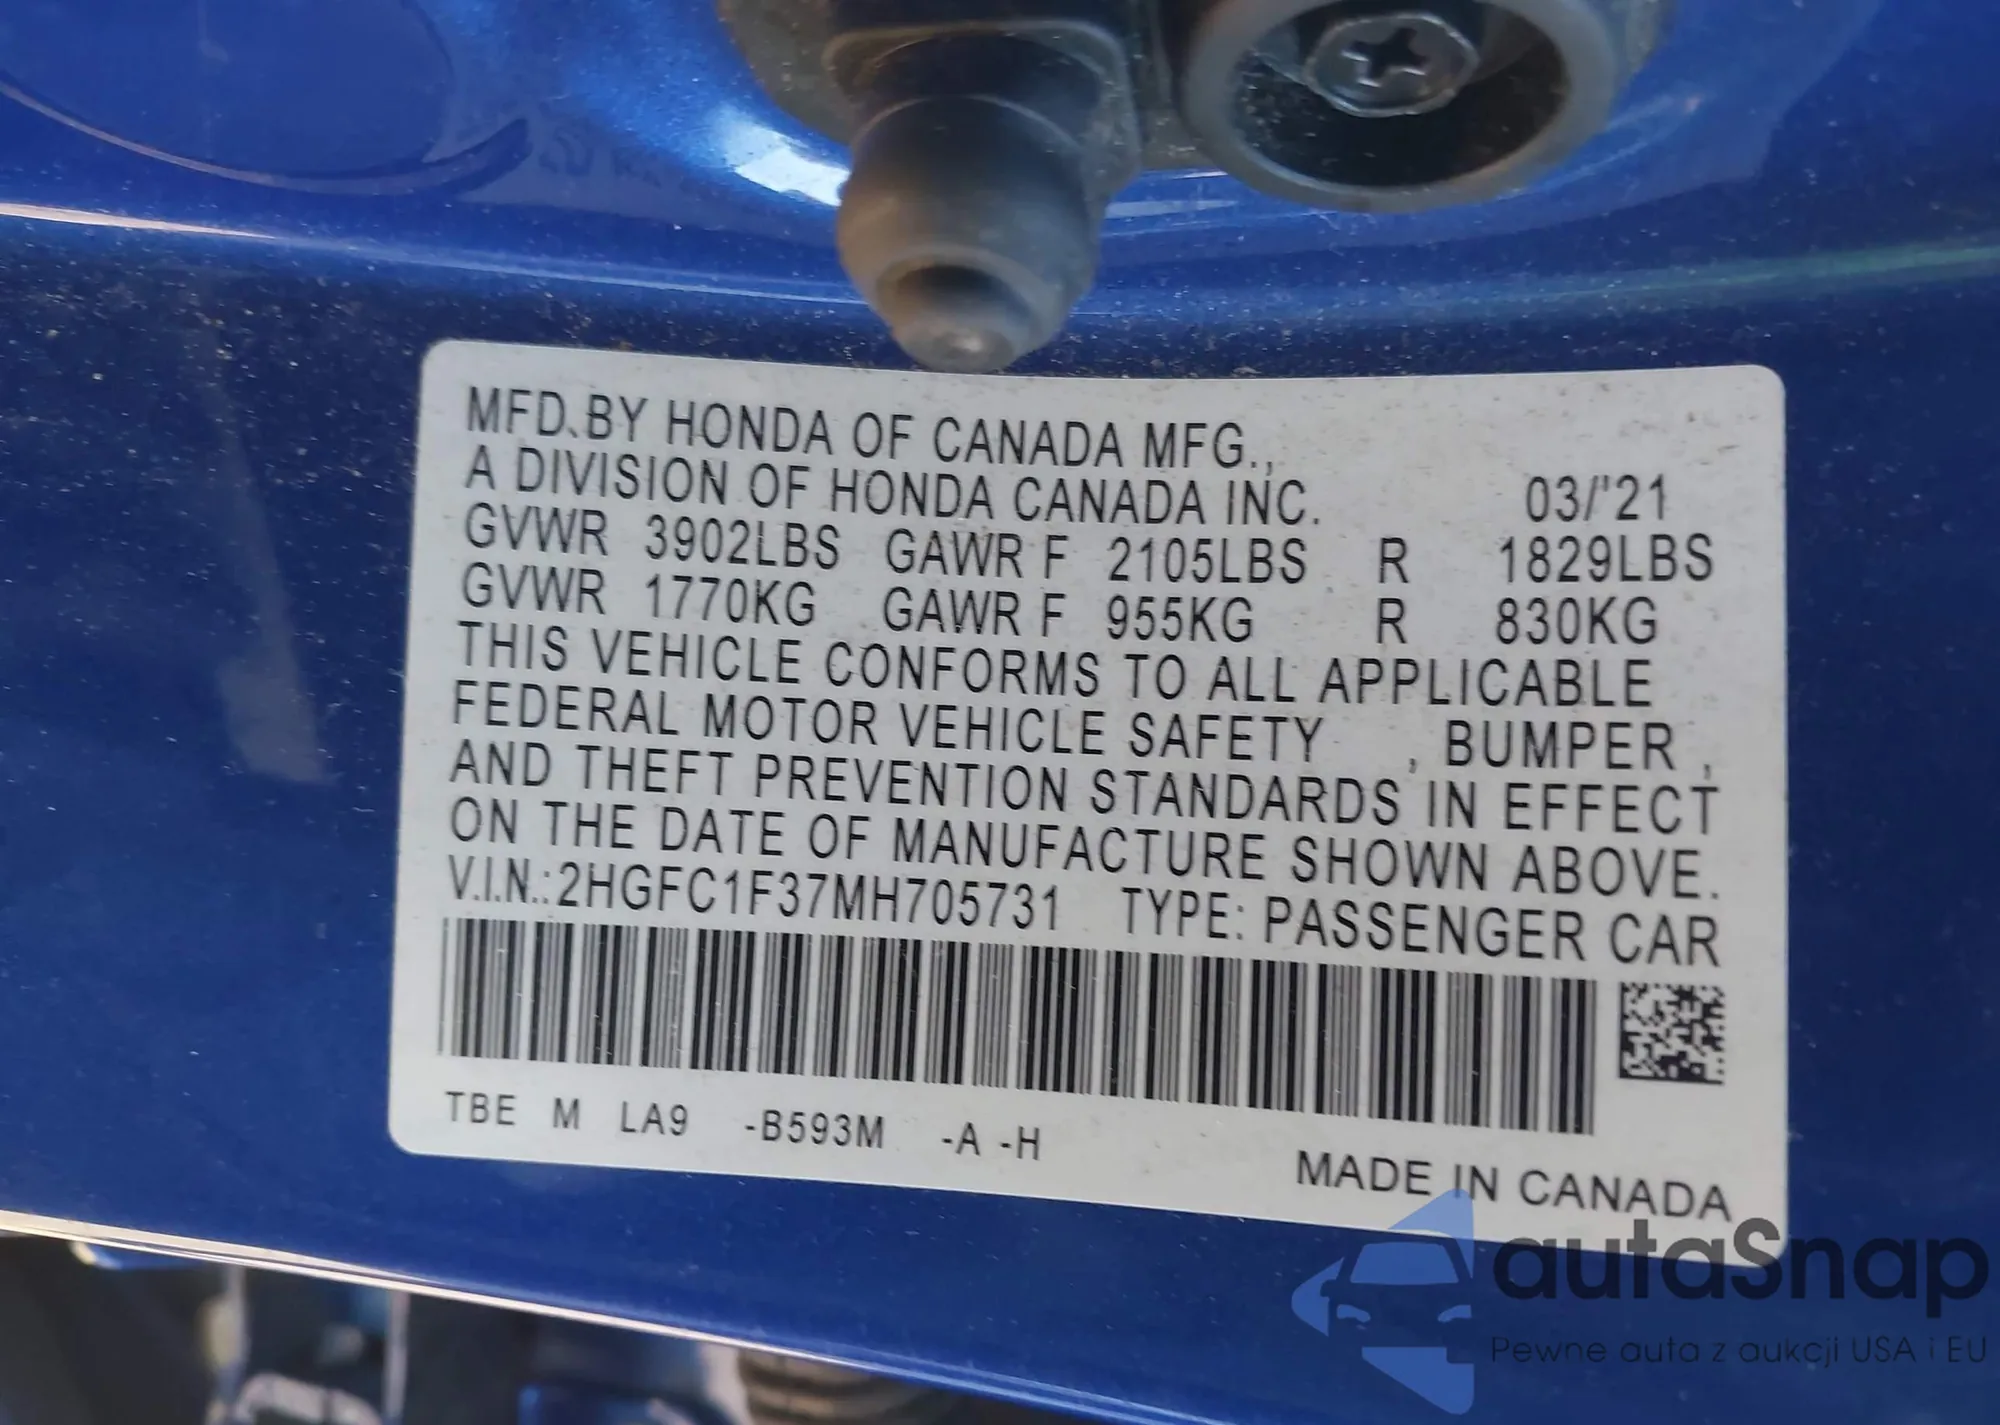 MFD.BY HONDA OF CANADA MFG.,
A DIVISION OF HONDA CANADA INC. 03/'21
GVWR 3902LBS GAWR F 2105LBS R 1829LBS
GVWR 1770KG GAWR F 955KG R 830KG
THIS VEHICLE CONFORMS TO ALL APPLICABLE
FEDERAL MOTOR VEHICLE SAFETY , BUMPER ,
AND THEFT PREVENTION STANDARDS IN EFFECT
ON THE DATE OF MANUFACTURE SHOWN ABOVE.
V.I.N.:2HGFC1F37MH705731 TYPE: PASSENGER CAR
TBE M LA9 -B593M -A -H
MADE IN CANADA
autaSnap
Pewne auta z aukcji USA i EU